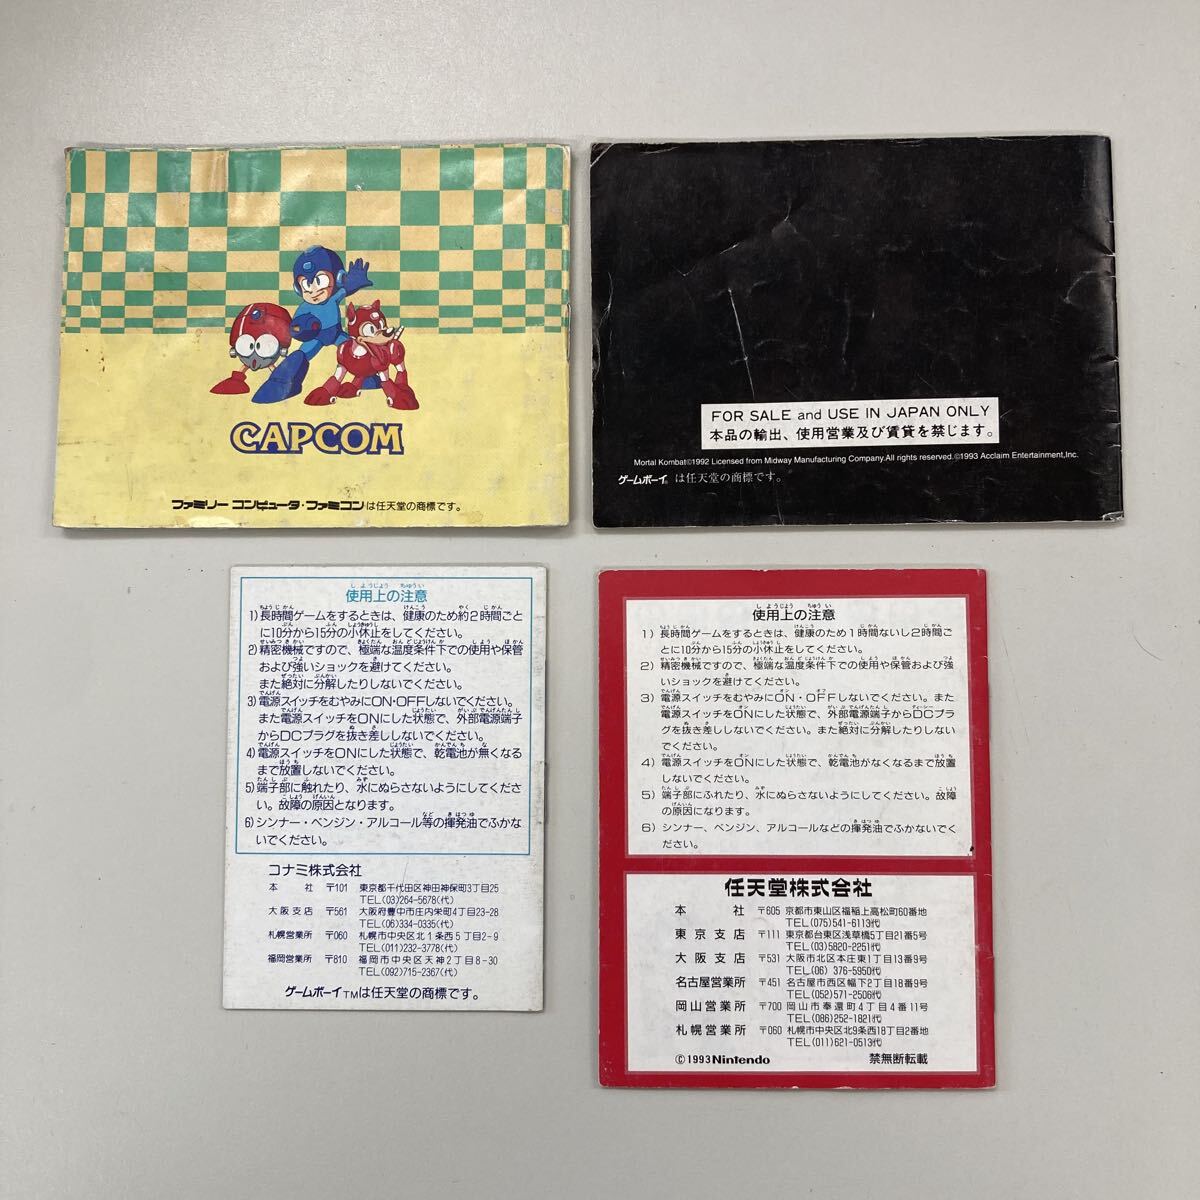 CAPCOM
ファミリー コンピュータ・ファミコンは任天堂の商標です。
FOR SALE and USE IN JAPAN ONLY
本品の輸出、使用営業及び賃貸を禁じます。
Mortal Kombat©1992 Licensed from Midway Manufacturing Company.All rights reserved.©1993 Acclaim Entertainment,Inc.
ゲームボーイは任天堂の商標です。
使用上の注意
1)長時間ゲームをするときは、健康のため約2時間ごと
に10分から15分の小休止をしてください。
2)精密機械ですので、極端な温度条件下での使用や保管
および強いショックを避けてください。
また絶対に分解したりしないでください。
3)電源スイッチをむやみにON・OFFしないでください。
また電源スイッチをONにした状態で、外部電源端子
からDCプラグを抜き差ししないでください。
4)電源スイッチをONにした状態で、乾電池が無くなる
まで放置しないでください。
5)端子部に触れたり、水にぬらさないようにしてくださ
い。故障の原因となります。
6)シンナー・ベンジン・アルコール等の揮発油でふかな
いでください。
コナミ株式会社
本 社 〒101 東京都千代田区神田神保町3丁目25
TEL(03)264-5678(代)
大阪支店 〒561 大阪府豊中市庄内栄町4丁目23-28
TEL(06)334-0335(代)
札幌営業所 〒060 札幌市中央区北1条西5丁目2-9
TEL(011)232-3778(代)
福岡営業所 〒810 福岡市中央区天神2丁目8-30
TEL(092)715-2367(代)
ゲームボーイTMは任天堂の商標です。
使用上の注意
1)長時間ゲームをするときは、健康のため1時間ないし2時間ご
とに10分から15分の小休止をしてください。
2)精密機械ですので、極端な温度条件下での使用や保管および強
いショックを避けてください。
3)電源スイッチをむやみにON・OFFしないでください。また
電源スイッチをONにした状態で、外部電源端子からDCプラ
グを抜き差ししないでください。また絶対に分解したりしない
でください。
4)電源スイッチをONにした状態で、乾電池がなくなるまで放置
しないでください。
5)端子部にふれたり、水にぬらさないようにしてください。故障
の原因になります。
6)シンナー、ベンジン、アルコールなどの揮発油でふかないでく
ださい。
任天堂株式会社
本 社 〒605 京都市東山区福稲上高松町60番地
TEL(075)541-6113代
東京支店 〒111 東京都台東区浅草橋5丁目21番5号
TEL(03)5820-2251代
大阪支店 〒531 大阪市北区本庄東1丁目13番9号
TEL(06) 376-5950代
名古屋営業所 〒451 名古屋市西区幅下2丁目18番9号
TEL(052)571-2506代
岡山営業所 〒700 岡山市奉還町4丁目4番11号
TEL(086)252-1821代
札幌営業所 〒060 札幌市中央区北9条西18丁目2番地
TEL(011)621-0513代
©1993 Nintendo 禁無断転載